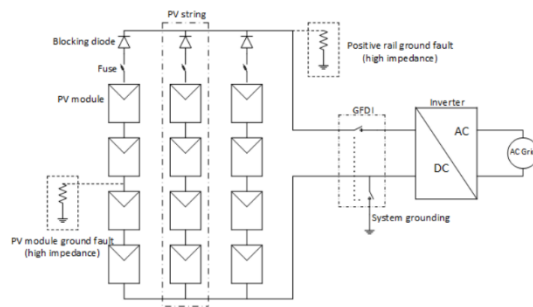 PV string
Blocking diode
Fuse
PV module
Positive rail ground fault
(high impedance)
GFDI
Inverter
AC
DC
AC Gri
System grounding
PV module ground fault
(high impedance)